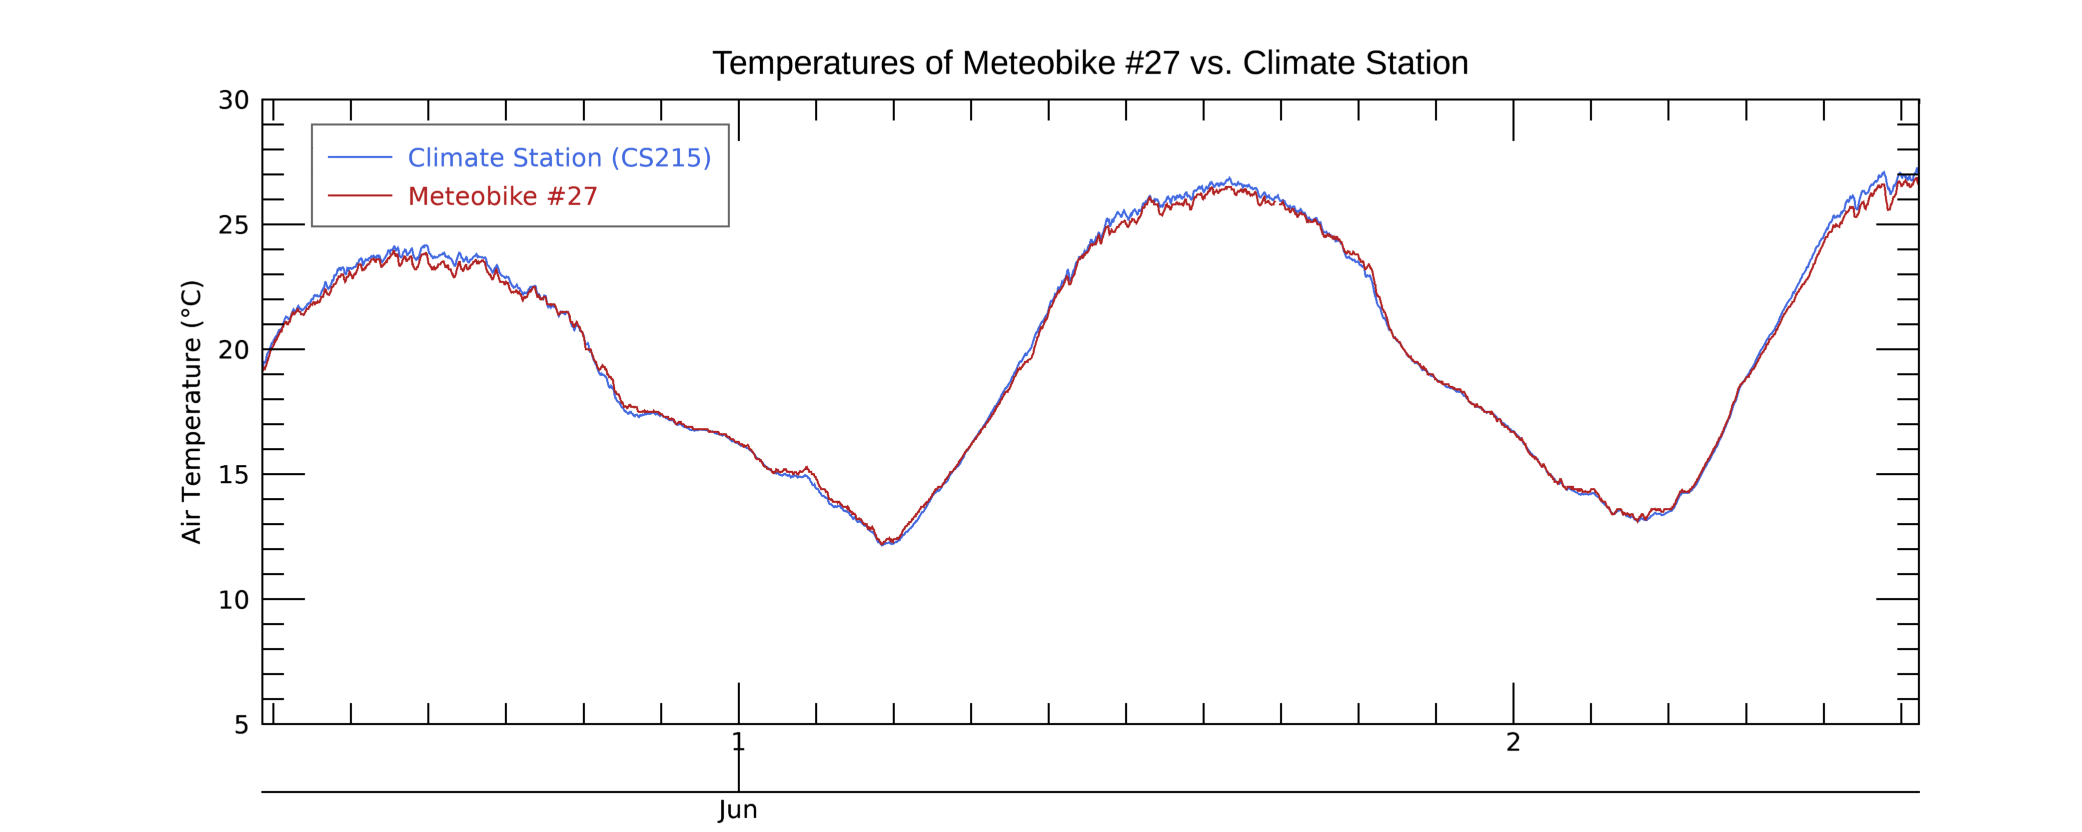 Temperatures of Meteobike #27 vs. Climate Station
30
25
20
15
10
5
Air Temperature (°C)
Climate Station (CS215)
Meteobike #27
1
2
Jun